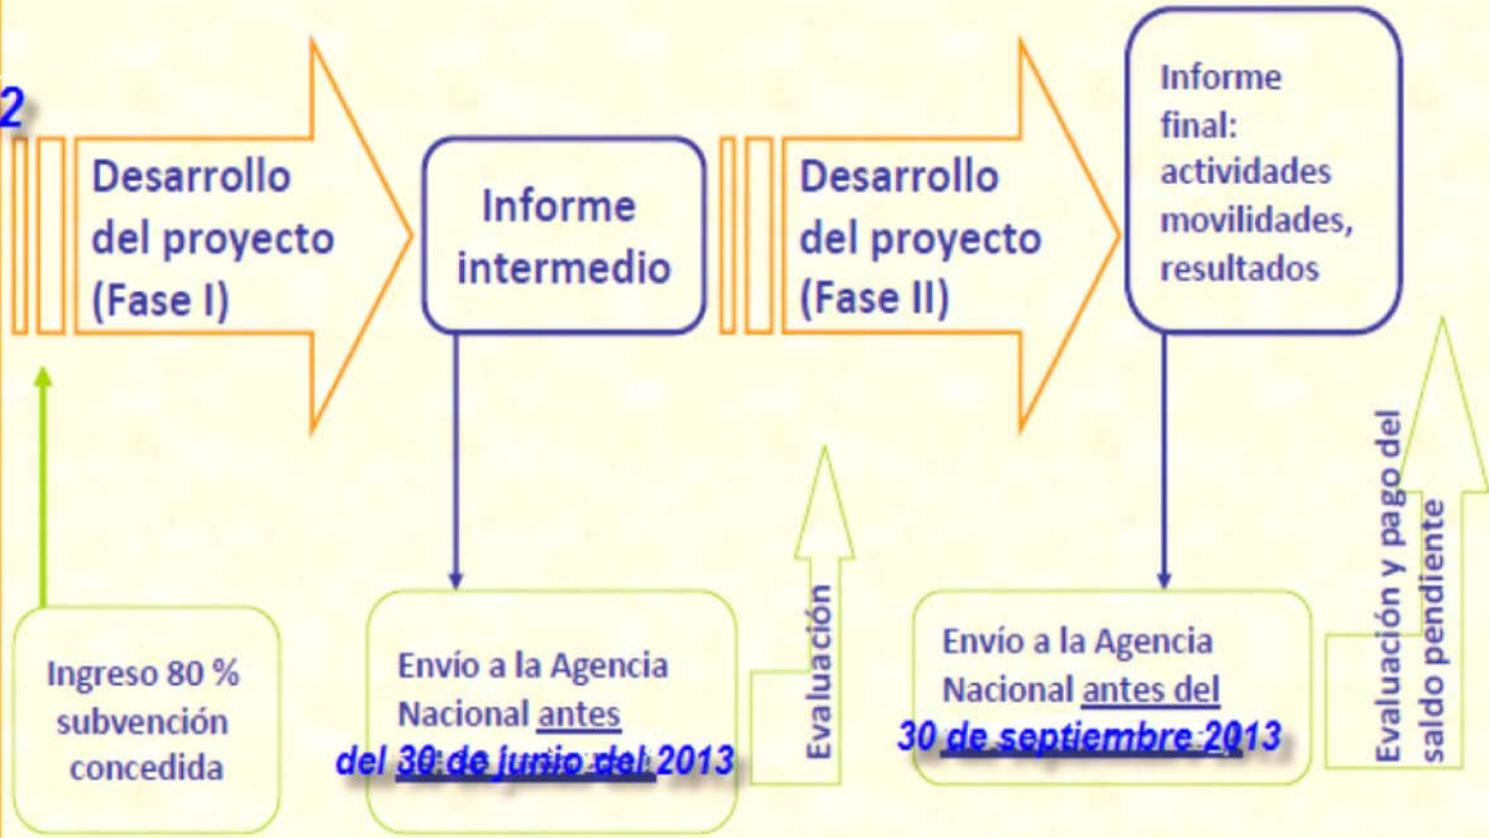 2
Desarrollo
del proyecto
(Fase I)
Informe
intermedio
Desarrollo
del proyecto
(Fase II)
Informe
final:
actividades
movilidades,
resultados
Ingreso 80 %
subvención
concedida
Envío a la Agencia
Nacional antes
del 30 de junio del 2013
Evaluación
Envío a la Agencia
Nacional antes del
30 de septiembre 2013
Evaluación y pago del
saldo pendiente